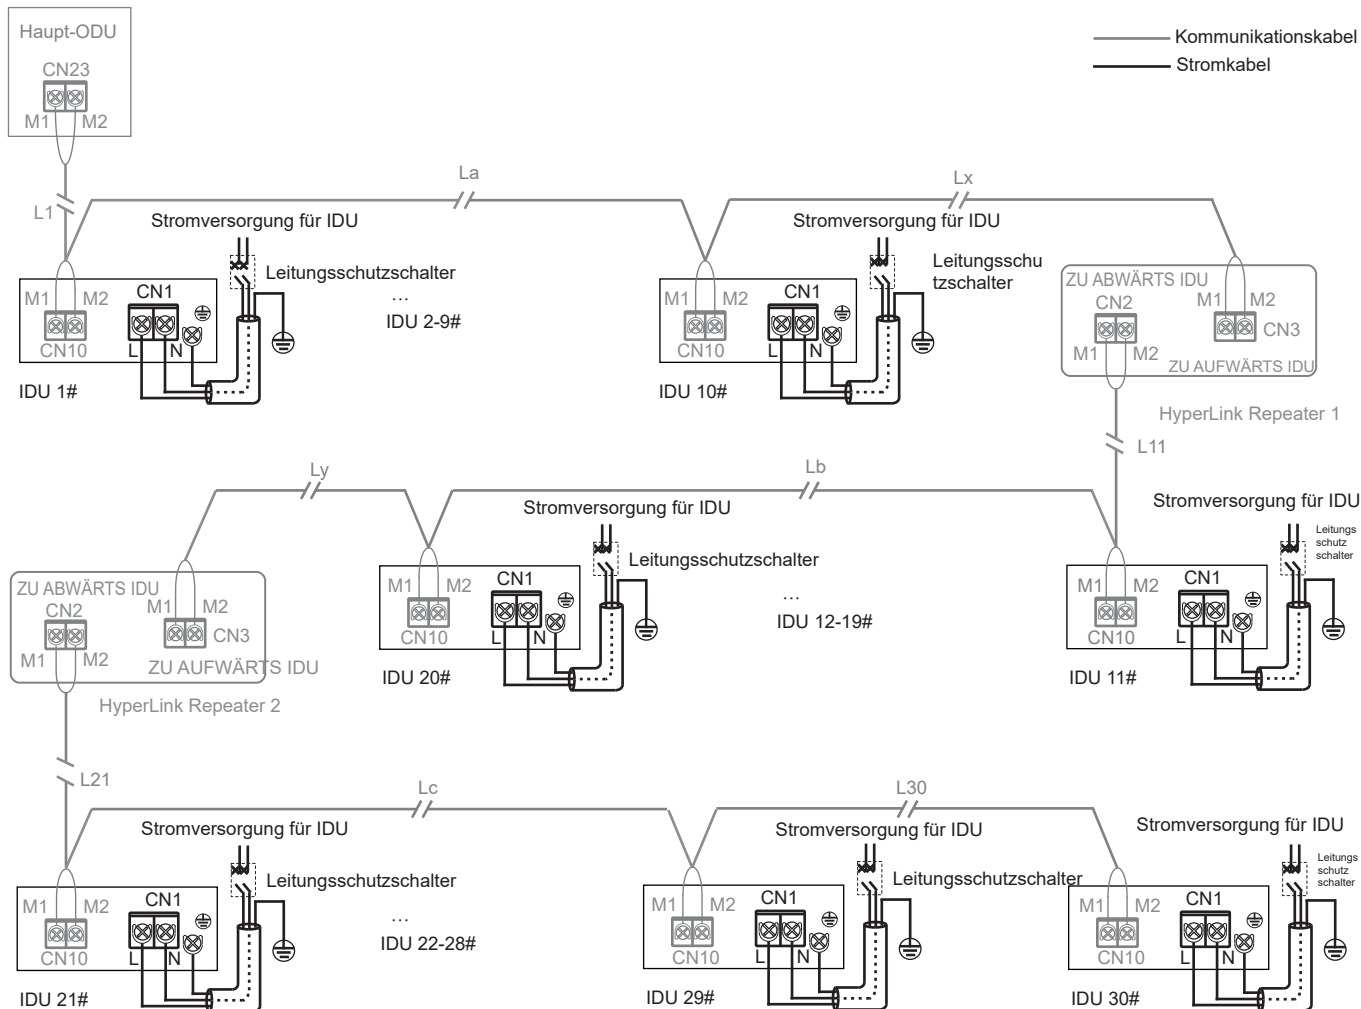 Haupt-ODU
CN23
M1 M2
Kommunikationskabel
Stromkabel
L1
La
Lx
Stromversorgung für IDU
Leitungsschutzschalter
M1 M2
CN10
CN1
L N
IDU 1#
...
IDU 2-9#
Stromversorgung für IDU
Leitungsschu
tzschalter
M1 M2
CN10
CN1
L N
IDU 10#
ZU ABWÄRTS IDU
CN2
M1 M2
M1 M2
CN3
ZU AUFWÄRTS IDU
HyperLink Repeater 1
L11
Ly
Lb
ZU ABWÄRTS IDU
CN2
M1 M2
M1 M2
CN3
ZU AUFWÄRTS IDU
HyperLink Repeater 2
Stromversorgung für IDU
Leitungsschutzschalter
M1 M2
CN10
CN1
L N
IDU 20#
...
IDU 12-19#
Stromversorgung für IDU
Leitungs
schutz
schalter
M1 M2
CN10
CN1
L N
IDU 11#
L21
Lc
L30
Stromversorgung für IDU
Leitungsschutzschalter
M1 M2
CN10
CN1
L N
IDU 21#
...
IDU 22-28#
Stromversorgung für IDU
Leitungsschutzschalter
M1 M2
CN10
CN1
L N
IDU 29#
Stromversorgung für IDU
Leitungs
schutz
schalter
M1 M2
CN10
CN1
L N
IDU 30#